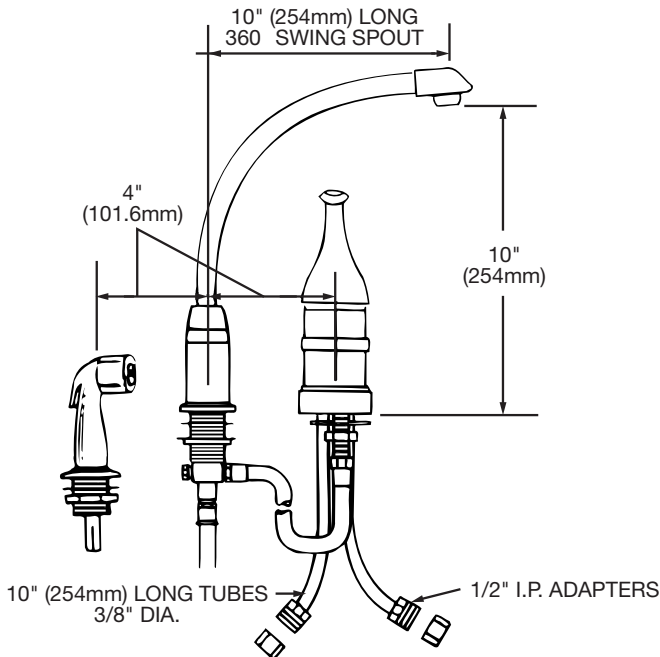 10" (254mm) LONG
360 SWING SPOUT
4"
(101.6mm)
10"
(254mm)
10" (254mm) LONG TUBES
3/8" DIA.
1/2" I.P. ADAPTERS